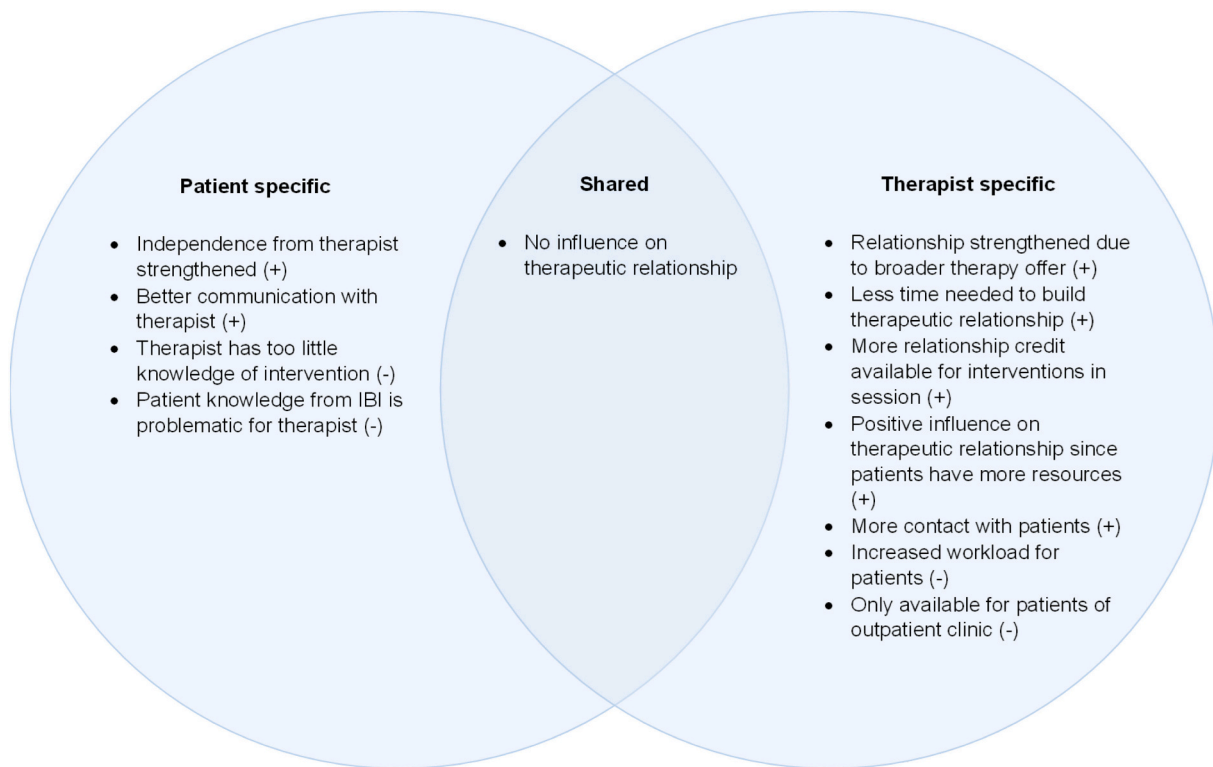 Patient specific
• Independence from therapist
strengthened (+)
• Better communication with
therapist (+)
• Therapist has too little
knowledge of intervention (-)
• Patient knowledge from IBI is
problematic for therapist (-)
Shared
• No influence on
therapeutic relationship
Therapist specific
• Relationship strengthened due
to broader therapy offer (+)
• Less time needed to build
therapeutic relationship (+)
• More relationship credit
available for interventions in
session (+)
• Positive influence on
therapeutic relationship since
patients have more resources
(+)
• More contact with patients (+)
• Increased workload for
patients (-)
• Only available for patients of
outpatient clinic (-)